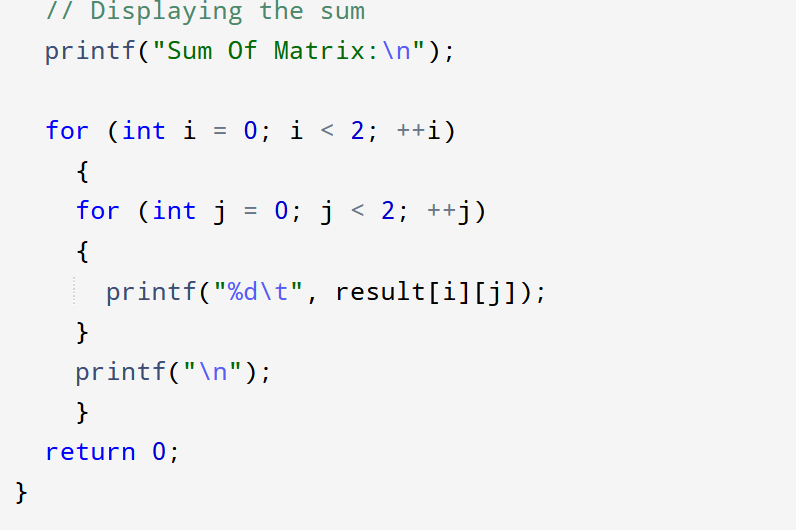 // Displaying the sum
printf("Sum Of Matrix:\n");
for (int i = 0; i < 2; ++i)
{
for (int j = 0; j < 2; ++j)
{
printf("%d\t", result[i][j]);
}
printf("\n");
}
return 0;
}